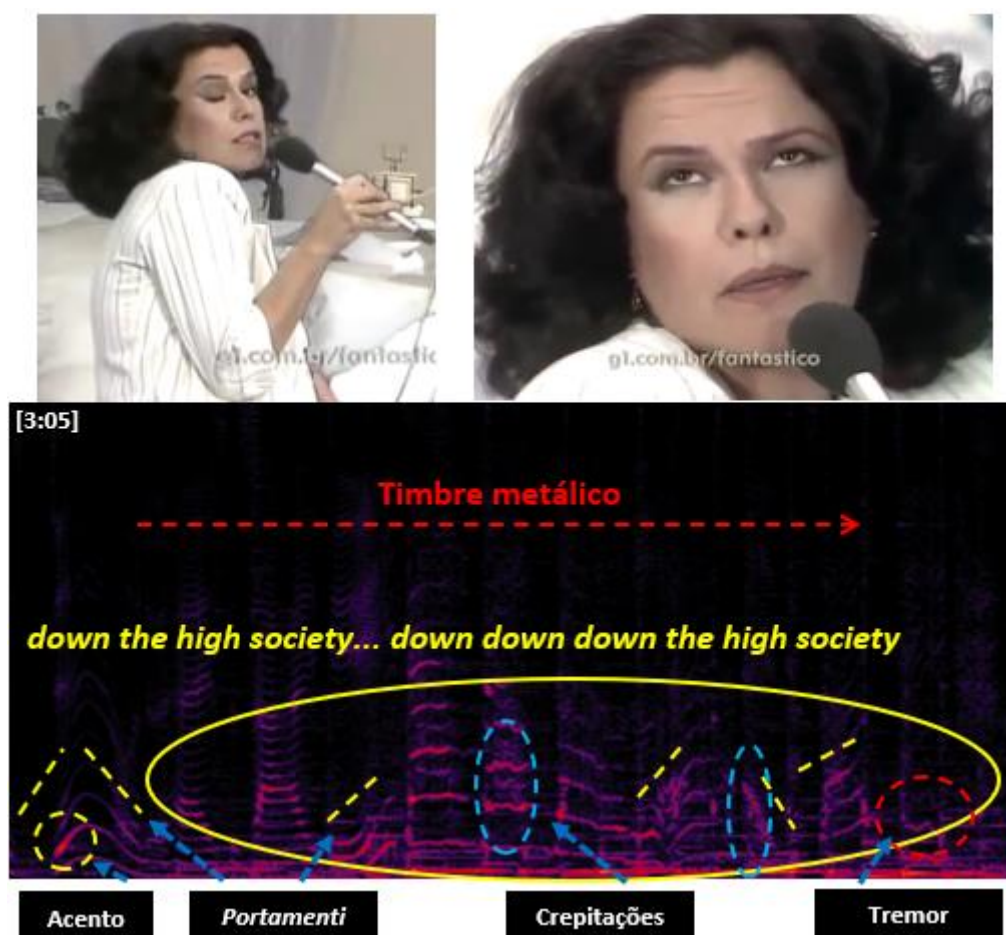 g1.com.br/fantastic
g1.com.br/fantastico
[3:05]
Timbre metálico
down the high society... down down down the high society
Acento
Portamenti
Crepitações
Tremor